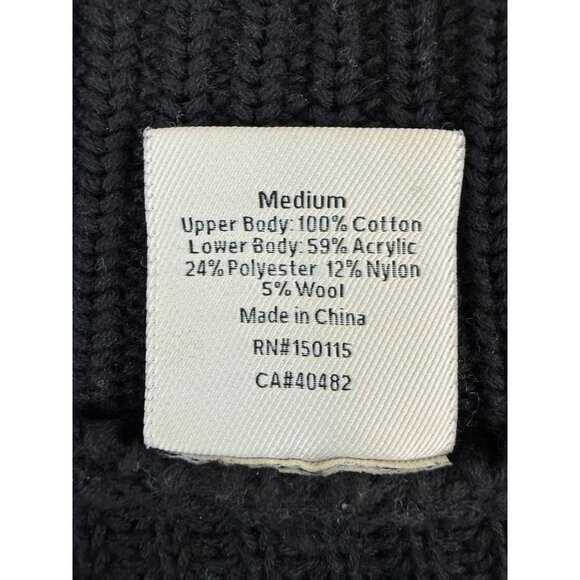 Medium
Upper Body: 100% Cotton
Lower Body: 59% Acrylic
24% Polyester 12% Nylon
5% Wool
Made in China
RN#150115
CA#40482